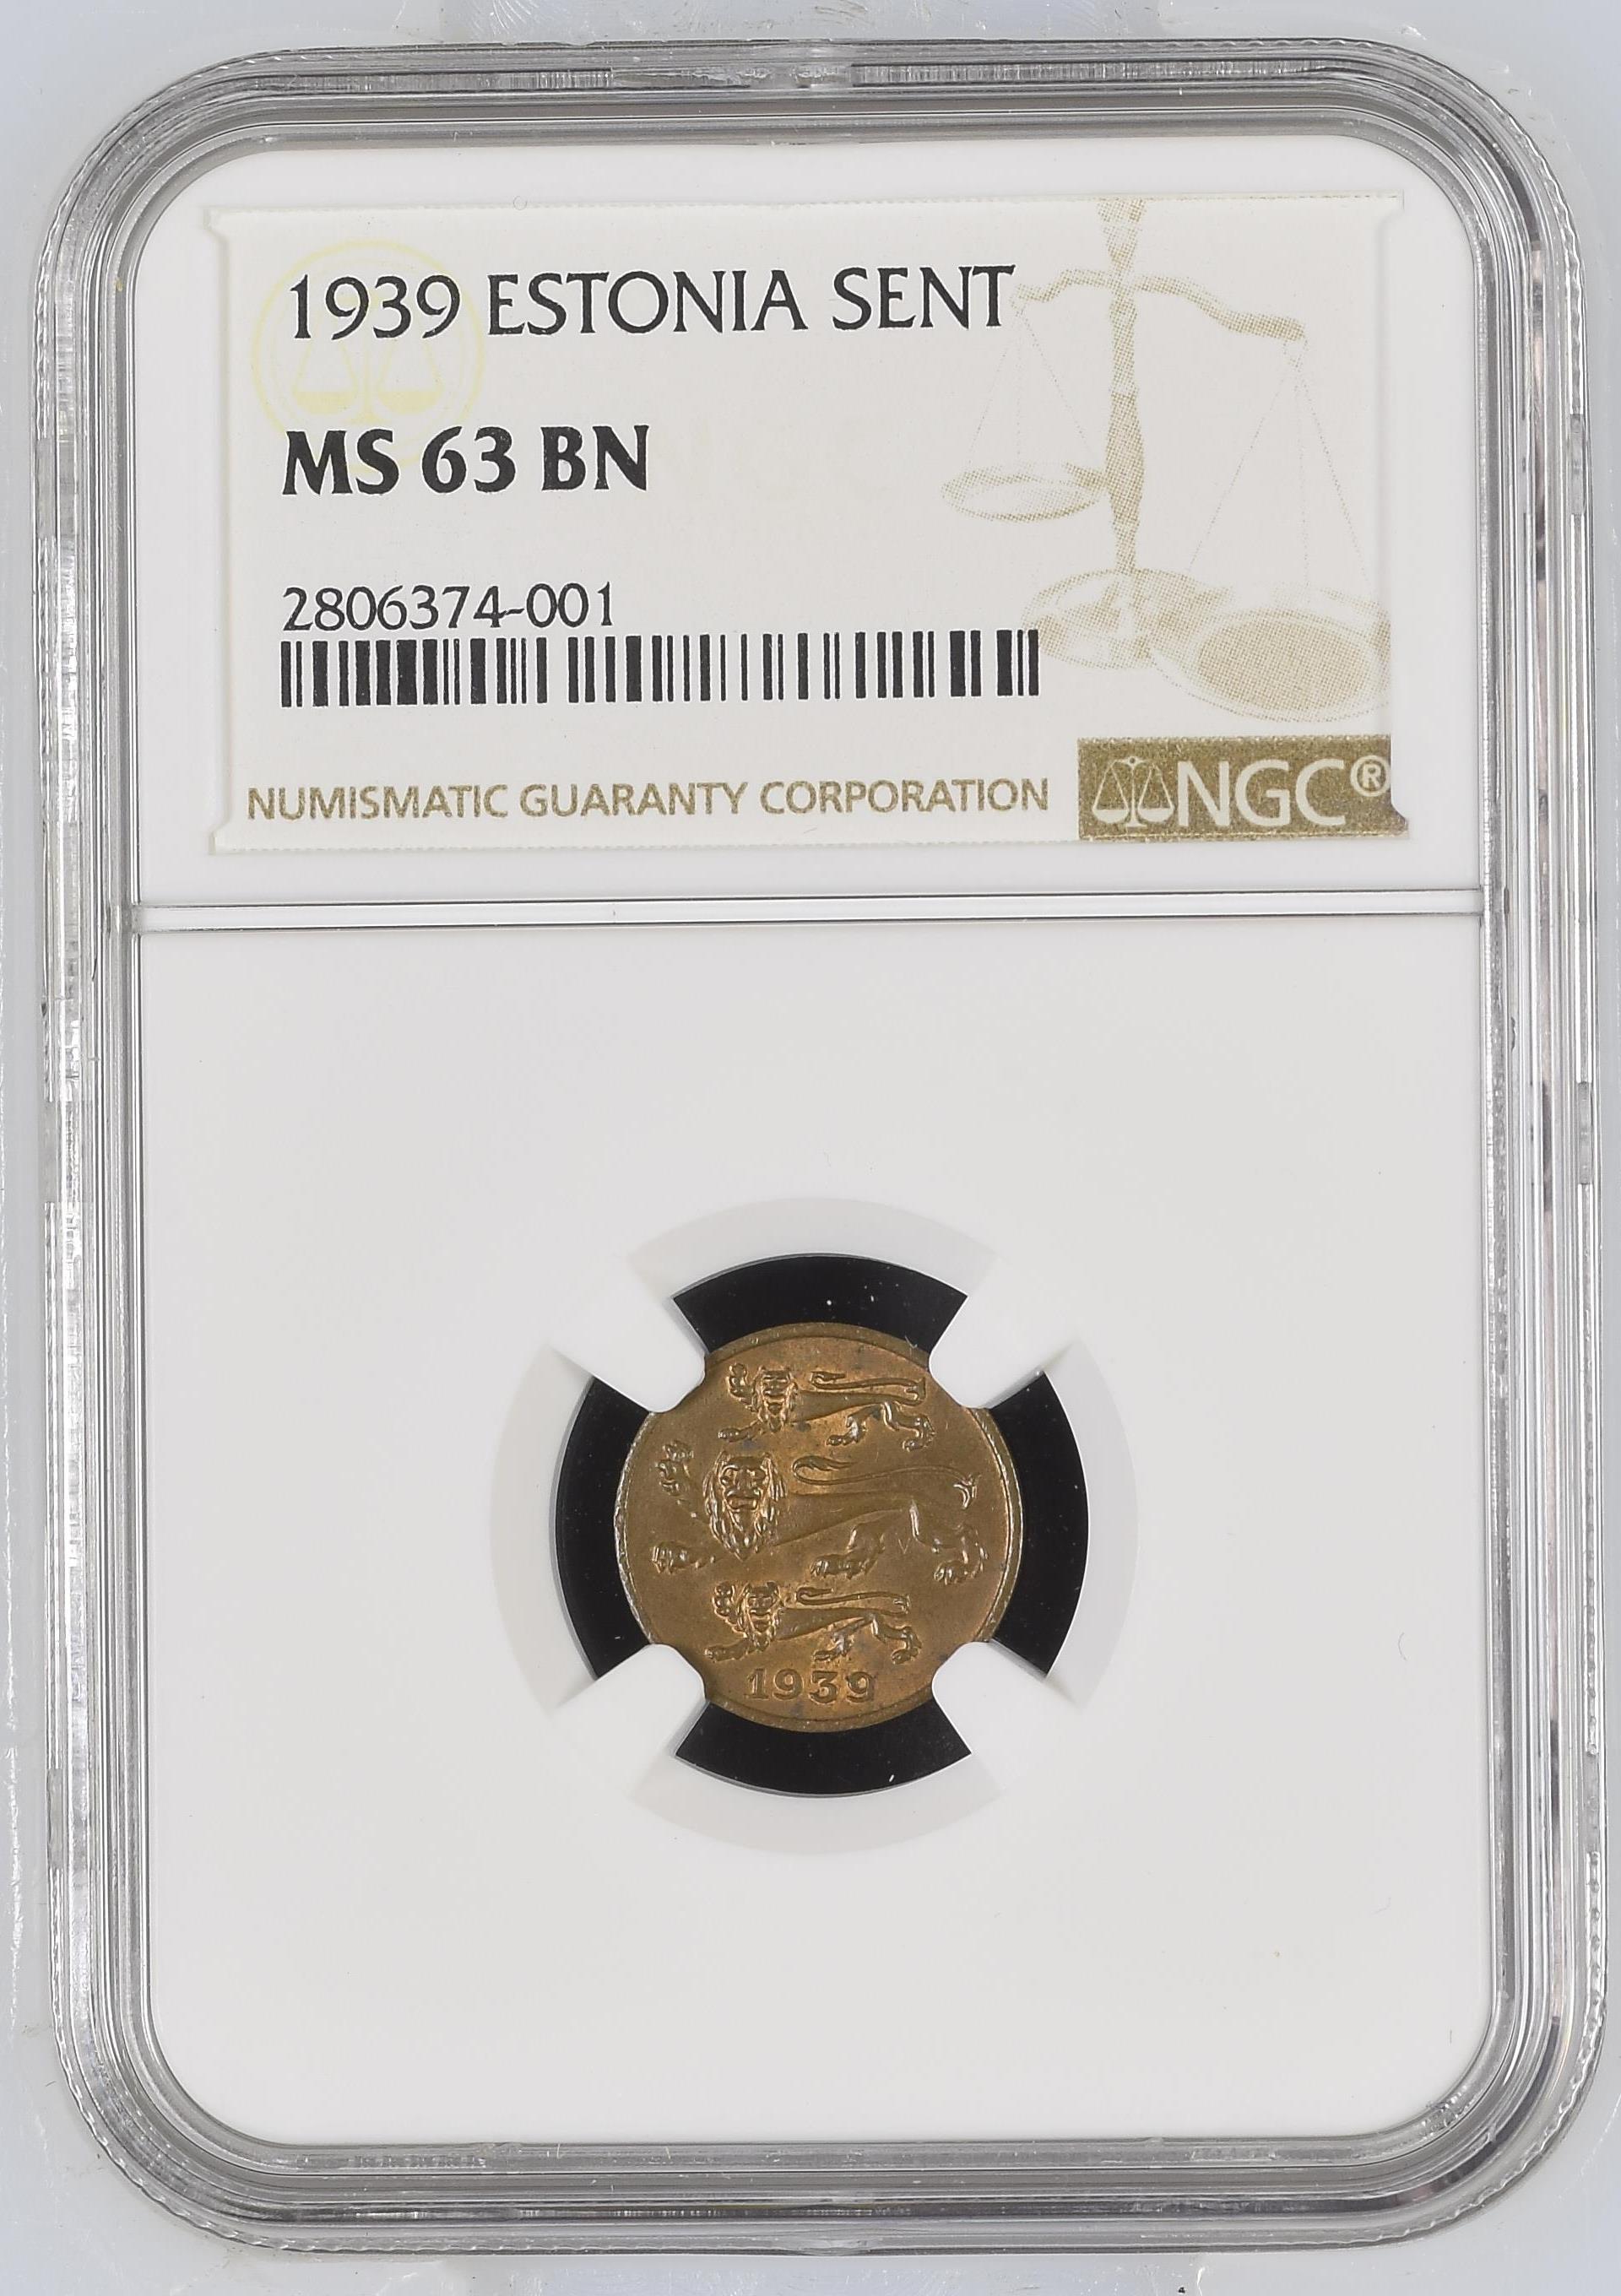 1939 ESTONIA SENT
MS 63 BN
2806374-001
NUMISMATIC GUARANTY CORPORATION
NGC®
1939